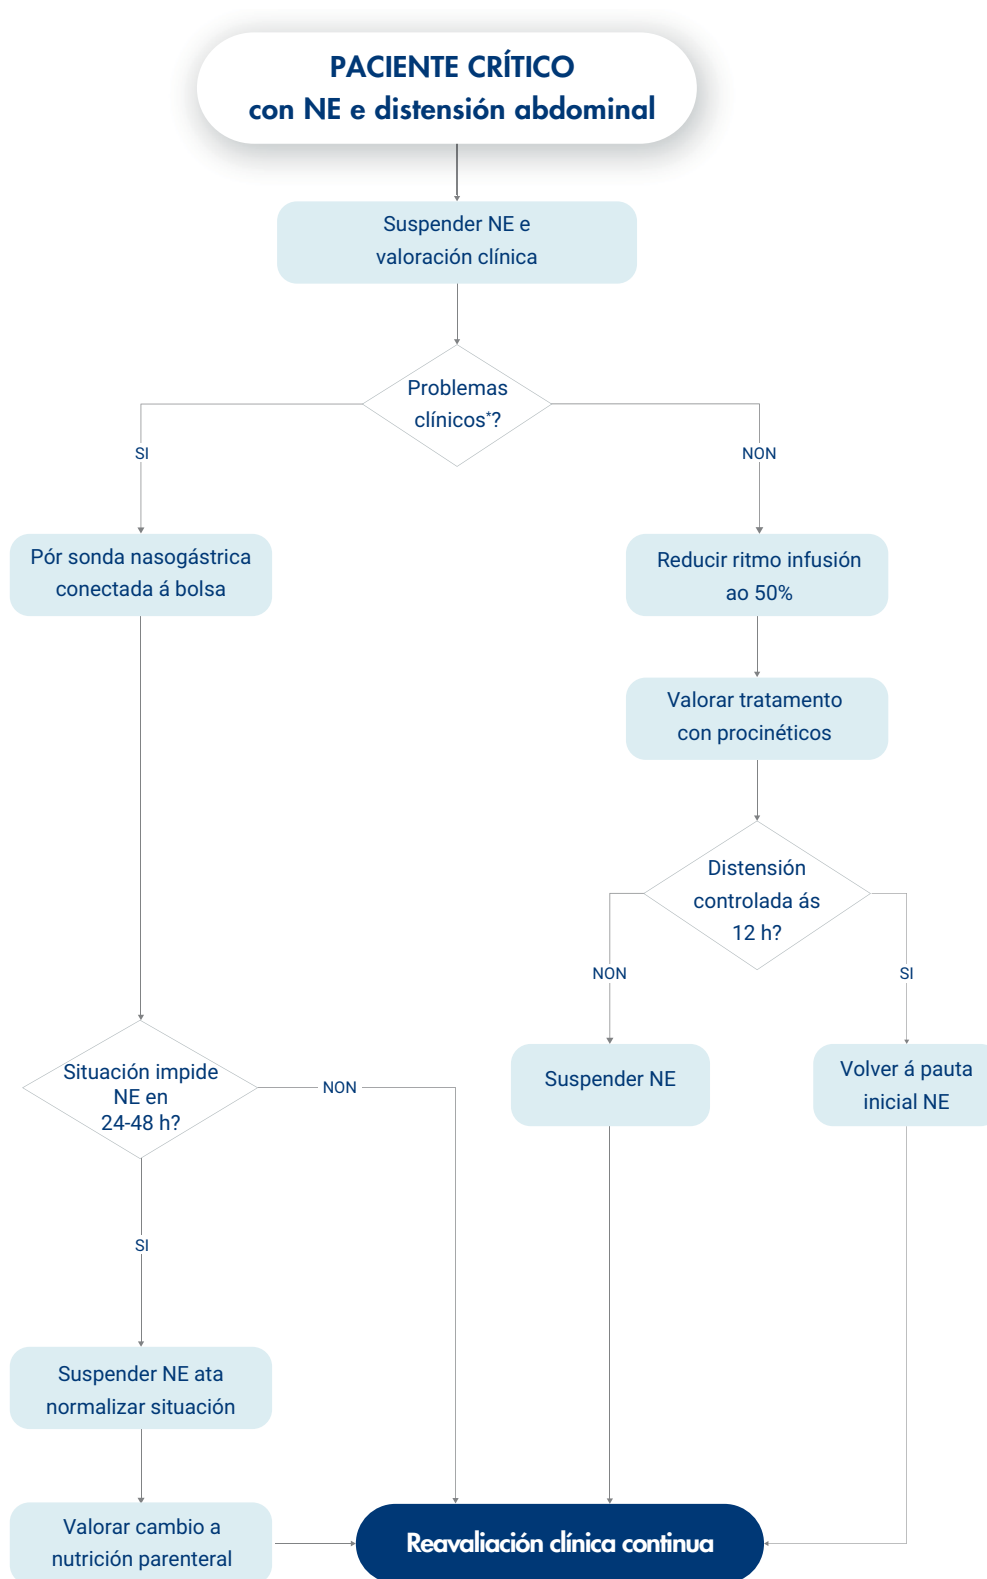 PACIENTE CRÍTICO
con NE e distensión abdominal
Suspender NE e
valoración clínica
Problemas
clínicos*?
SI
NON
Pór sonda nasogástrica
conectada á bolsa
Reducir ritmo infusión
ao 50%
Valorar tratamento
con procinéticos
Distensión
controlada ás
12 h?
NON
SI
Situación impide
NE en
24-48 h?
NON
Suspender NE
Volver á pauta
inicial NE
SI
Suspender NE ata
normalizar situación
Valorar cambio a
nutrición parenteral
Reavaliación clínica continua